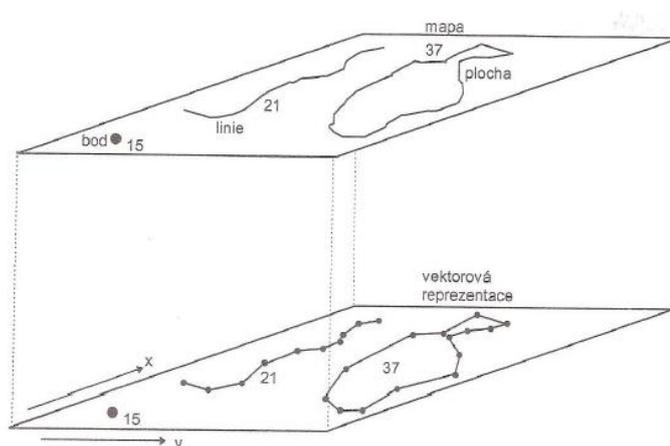 mapa
37
plocha
21
linie
bod
15
vektorová
reprezentace
x
37
21
15
y